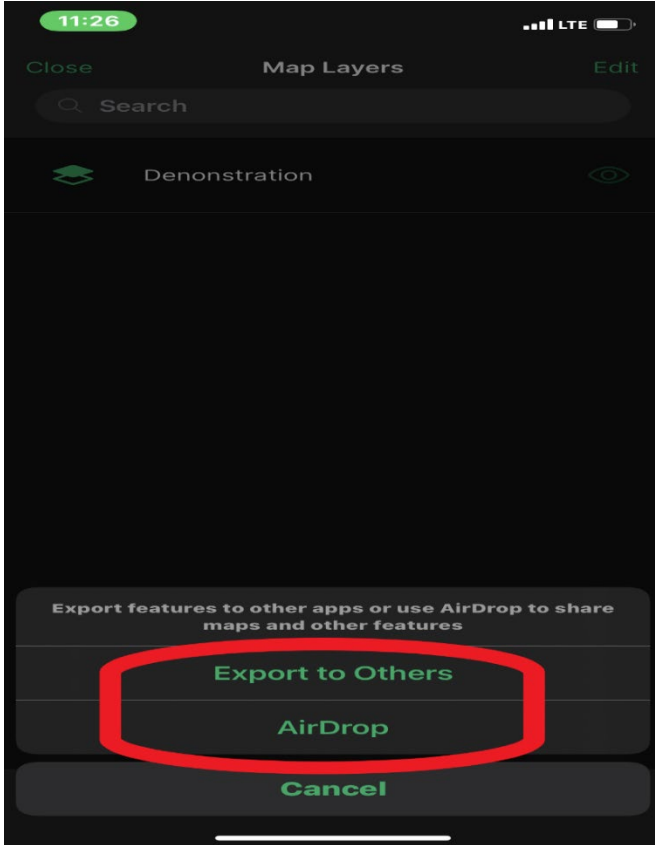 11:26 LTE
Close Map Layers Edit
Search
Denonstration
Export features to other apps or use AirDrop to share
maps and other features
Export to Others
AirDrop
Cancel